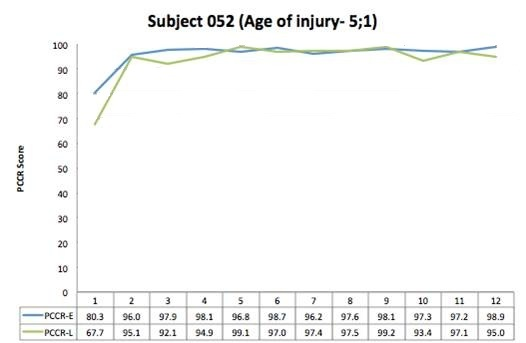 Subject 052 (Age of injury- 5;1)
100
90
80
70
60
50
40
30
20
10
0
PCCR Score
1 2 3 4 5 6 7 8 9 10 11 12
PCCR-E 80.3 96.0 97.9 98.1 96.8 98.7 96.2 97.6 98.1 97.3 97.2 98.9
PCCR-L 67.7 95.1 92.1 94.9 99.1 97.0 97.4 97.5 99.2 93.4 97.1 95.0